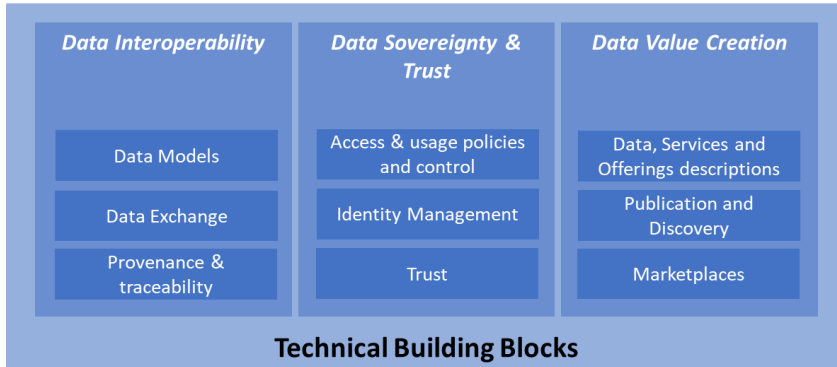 Data Interoperability
Data Models
Data Exchange
Provenance &
traceability
Data Sovereignty &
Trust
Access & usage policies
and control
Identity Management
Trust
Data Value Creation
Data, Services and
Offerings descriptions
Publication and
Discovery
Marketplaces
Technical Building Blocks